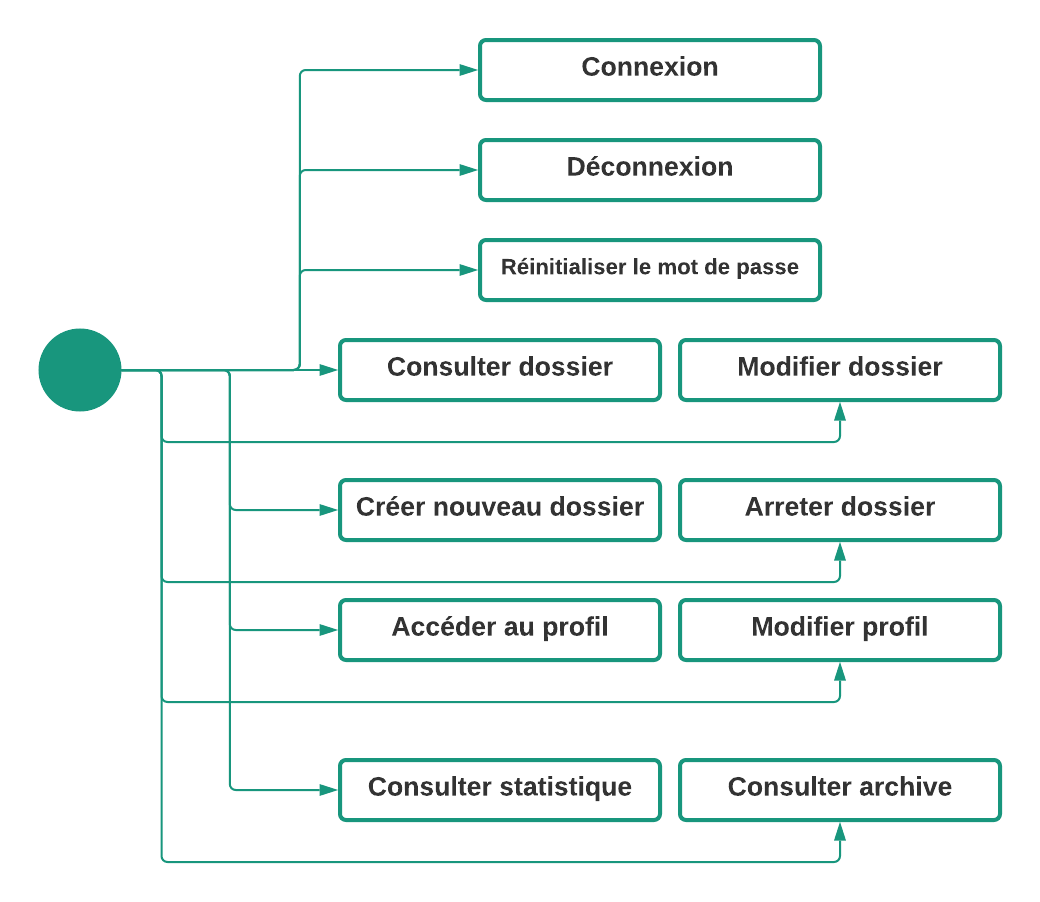 Connexion
Déconnexion
Réinitialiser le mot de passe
Consulter dossier
Modifier dossier
Créer nouveau dossier
Arreter dossier
Accéder au profil
Modifier profil
Consulter statistique
Consulter archive